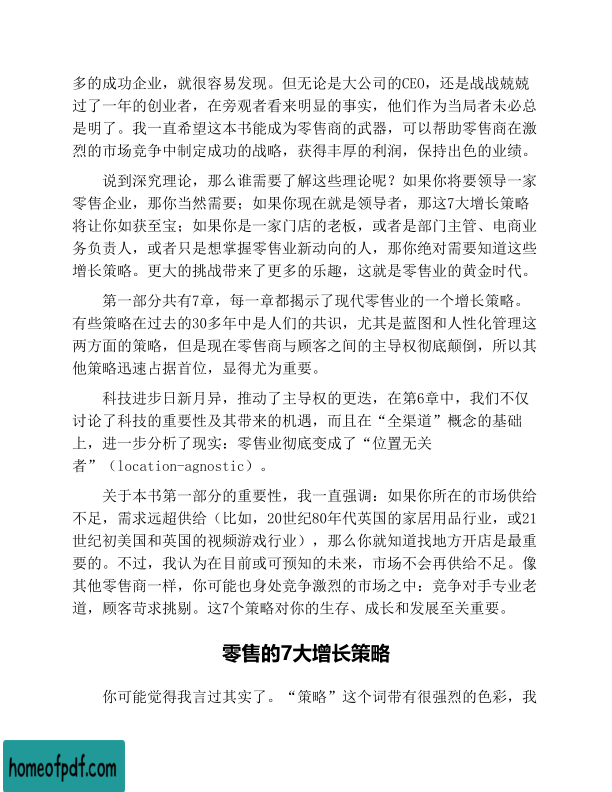 多的成功企业，就很容易发现。但无论是大公司的CEO，还是战战兢兢
过了一年的创业者，在旁观者看来明显的事实，他们作为当局者未必总
是明了。我一直希望这本书能成为零售商的武器，可以帮助零售商在激
烈的市场竞争中制定成功的战略，获得丰厚的利润，保持出色的业绩。
说到深究理论，那么谁需要了解这些理论呢？如果你将要领导一家
零售企业，那你当然需要；如果你现在就是领导者，那这7大增长策略
将让你如获至宝；如果你是一家门店的老板，或者是部门主管、电商业
务负责人，或者只是想掌握零售业新动向的人，那你绝对需要知道这些
增长策略。更大的挑战带来了更多的乐趣，这就是零售业的黄金时代。
第一部分共有7章，每一章都揭示了现代零售业的一个增长策略。
有些策略在过去的30多年中是人们的共识，尤其是蓝图和人性化管理这
两方面的策略，但是现在零售商与顾客之间的主导权彻底颠倒，所以其
他策略迅速占据首位，显得尤为重要。
科技进步日新月异，推动了主导权的更迭，在第6章中，我们不仅
讨论了科技的重要性及其带来的机遇，而且在“全渠道”概念的基础
上，进一步分析了现实：零售业彻底变成了“位置无关
者”（location-agnostic）。
关于本书第一部分的重要性，我一直强调：如果你所在的市场供给
不足，需求远超供给（比如，20世纪80年代英国的家居用品行业，或21
世纪初美国和英国的视频游戏行业），那么你就知道找地方开店是最重
要的。不过，我认为在目前或可预知的未来，市场不会再供给不足。像
其他零售商一样，你可能也身处竞争激烈的市场之中：竞争对手专业老
道，顾客苛求挑剔。这7个策略对你的生存、成长和发展至关重要。
零售的7大增长策略
你可能觉得我言过其实了。“策略”这个词带有很强烈的色彩，我
homeofpdf.com